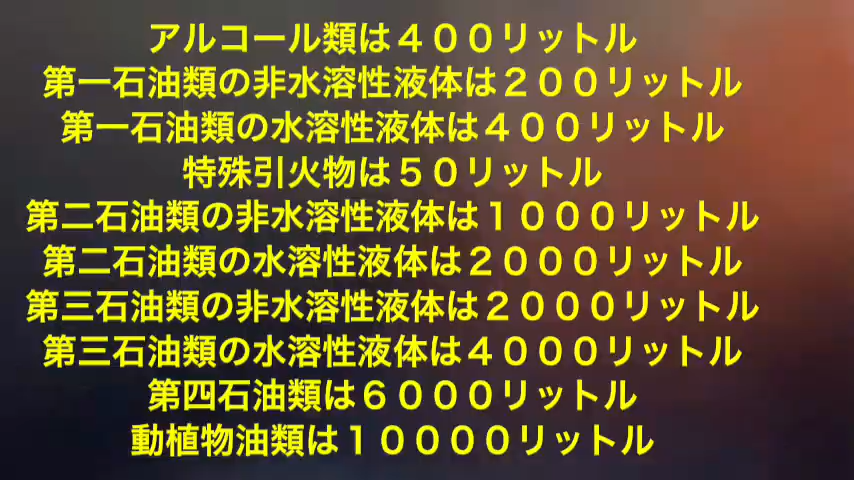 アルコール類は４００リットル
第一石油類の非水溶性液体は２００リットル
第一石油類の水溶性液体は４００リットル
特殊引火物は５０リットル
第二石油類の非水溶性液体は１０００リットル
第二石油類の水溶性液体は２０００リットル
第三石油類の非水溶性液体は２０００リットル
第三石油類の水溶性液体は４０００リットル
第四石油類は６０００リットル
動植物油類は１００００リットル